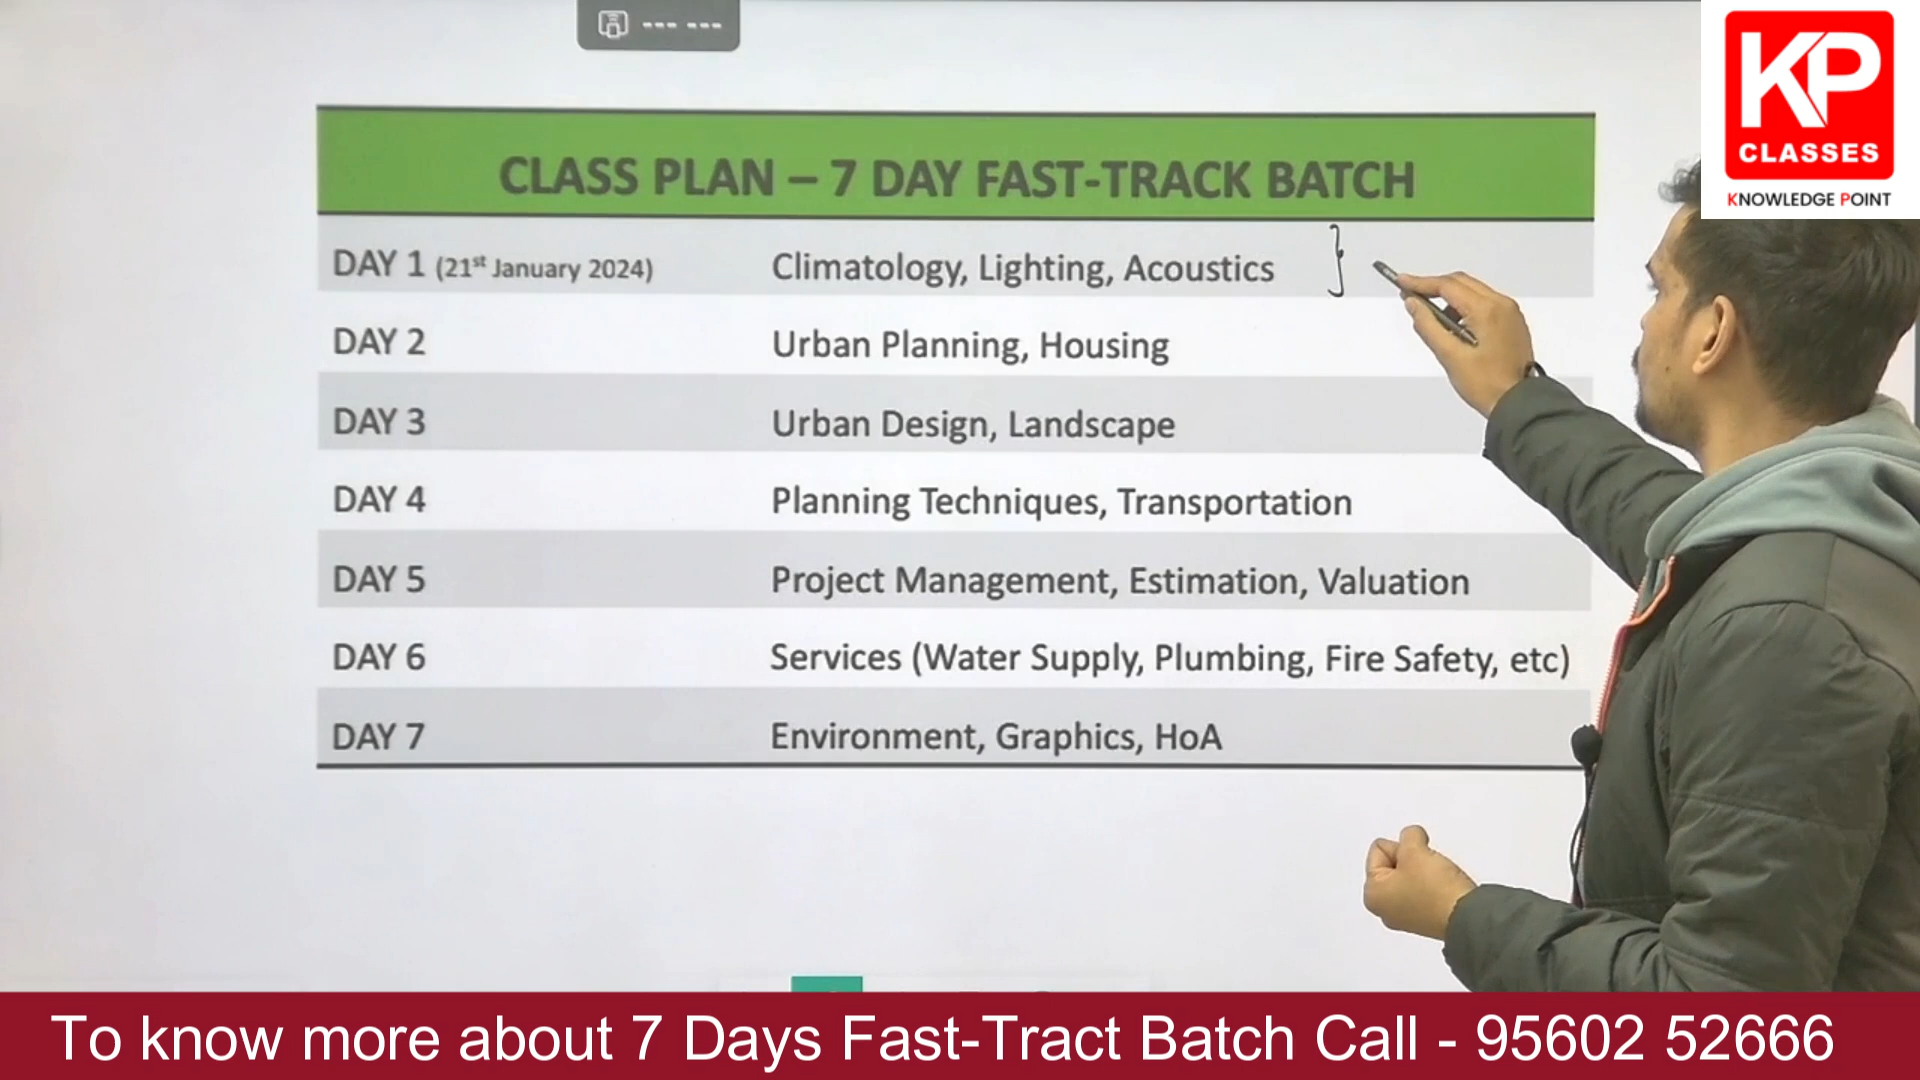 KP
CLASSES
KNOWLEDGE POINT
CLASS PLAN – 7 DAY FAST-TRACK BATCH
DAY 1 (21st January 2024) Climatology, Lighting, Acoustics
DAY 2 Urban Planning, Housing
DAY 3 Urban Design, Landscape
DAY 4 Planning Techniques, Transportation
DAY 5 Project Management, Estimation, Valuation
DAY 6 Services (Water Supply, Plumbing, Fire Safety, etc)
DAY 7 Environment, Graphics, HoA
To know more about 7 Days Fast-Tract Batch Call - 95602 52666